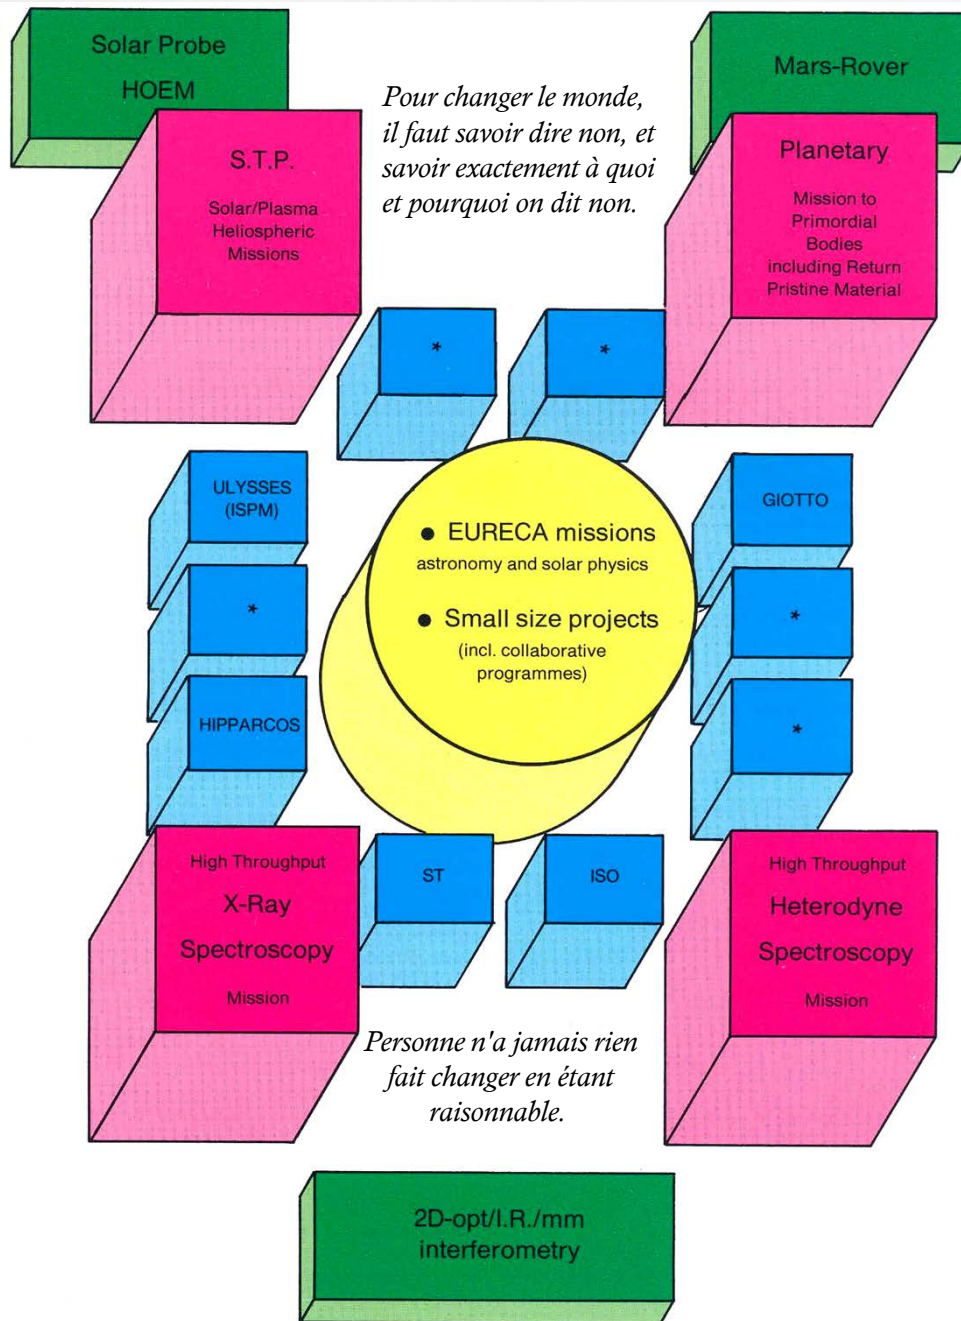 Solar Probe
HOEM
Mars-Rover
Pour changer le monde,
il faut savoir dire non, et
savoir exactement à quoi
et pourquoi on dit non.
S.T.P.
Solar/Plasma
Heliospheric
Missions
Planetary
Mission to
Primordial
Bodies
including Return
Pristine Material
*
*
ULYSSES
(ISPM)
GIOTTO
● EURECA missions
astronomy and solar physics
● Small size projects
(incl. collaborative
programmes)
*
*
HIPPARCOS
*
ST
ISO
High Throughput
X-Ray
Spectroscopy
Mission
High Throughput
Heterodyne
Spectroscopy
Mission
Personne n'a jamais rien
fait changer en étant
raisonnable.
2D-opt/I.R./mm
interferometry